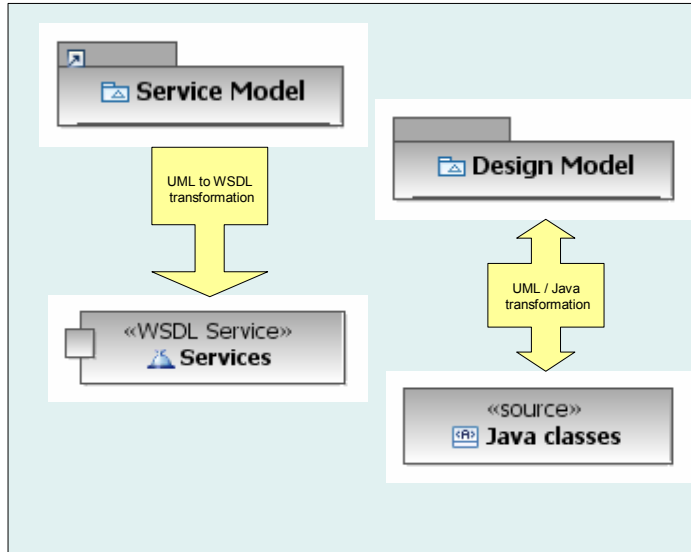 Service Model
UML to WSDL
transformation
«WSDL Service»
Services
Design Model
UML / Java
transformation
«source»
Java classes